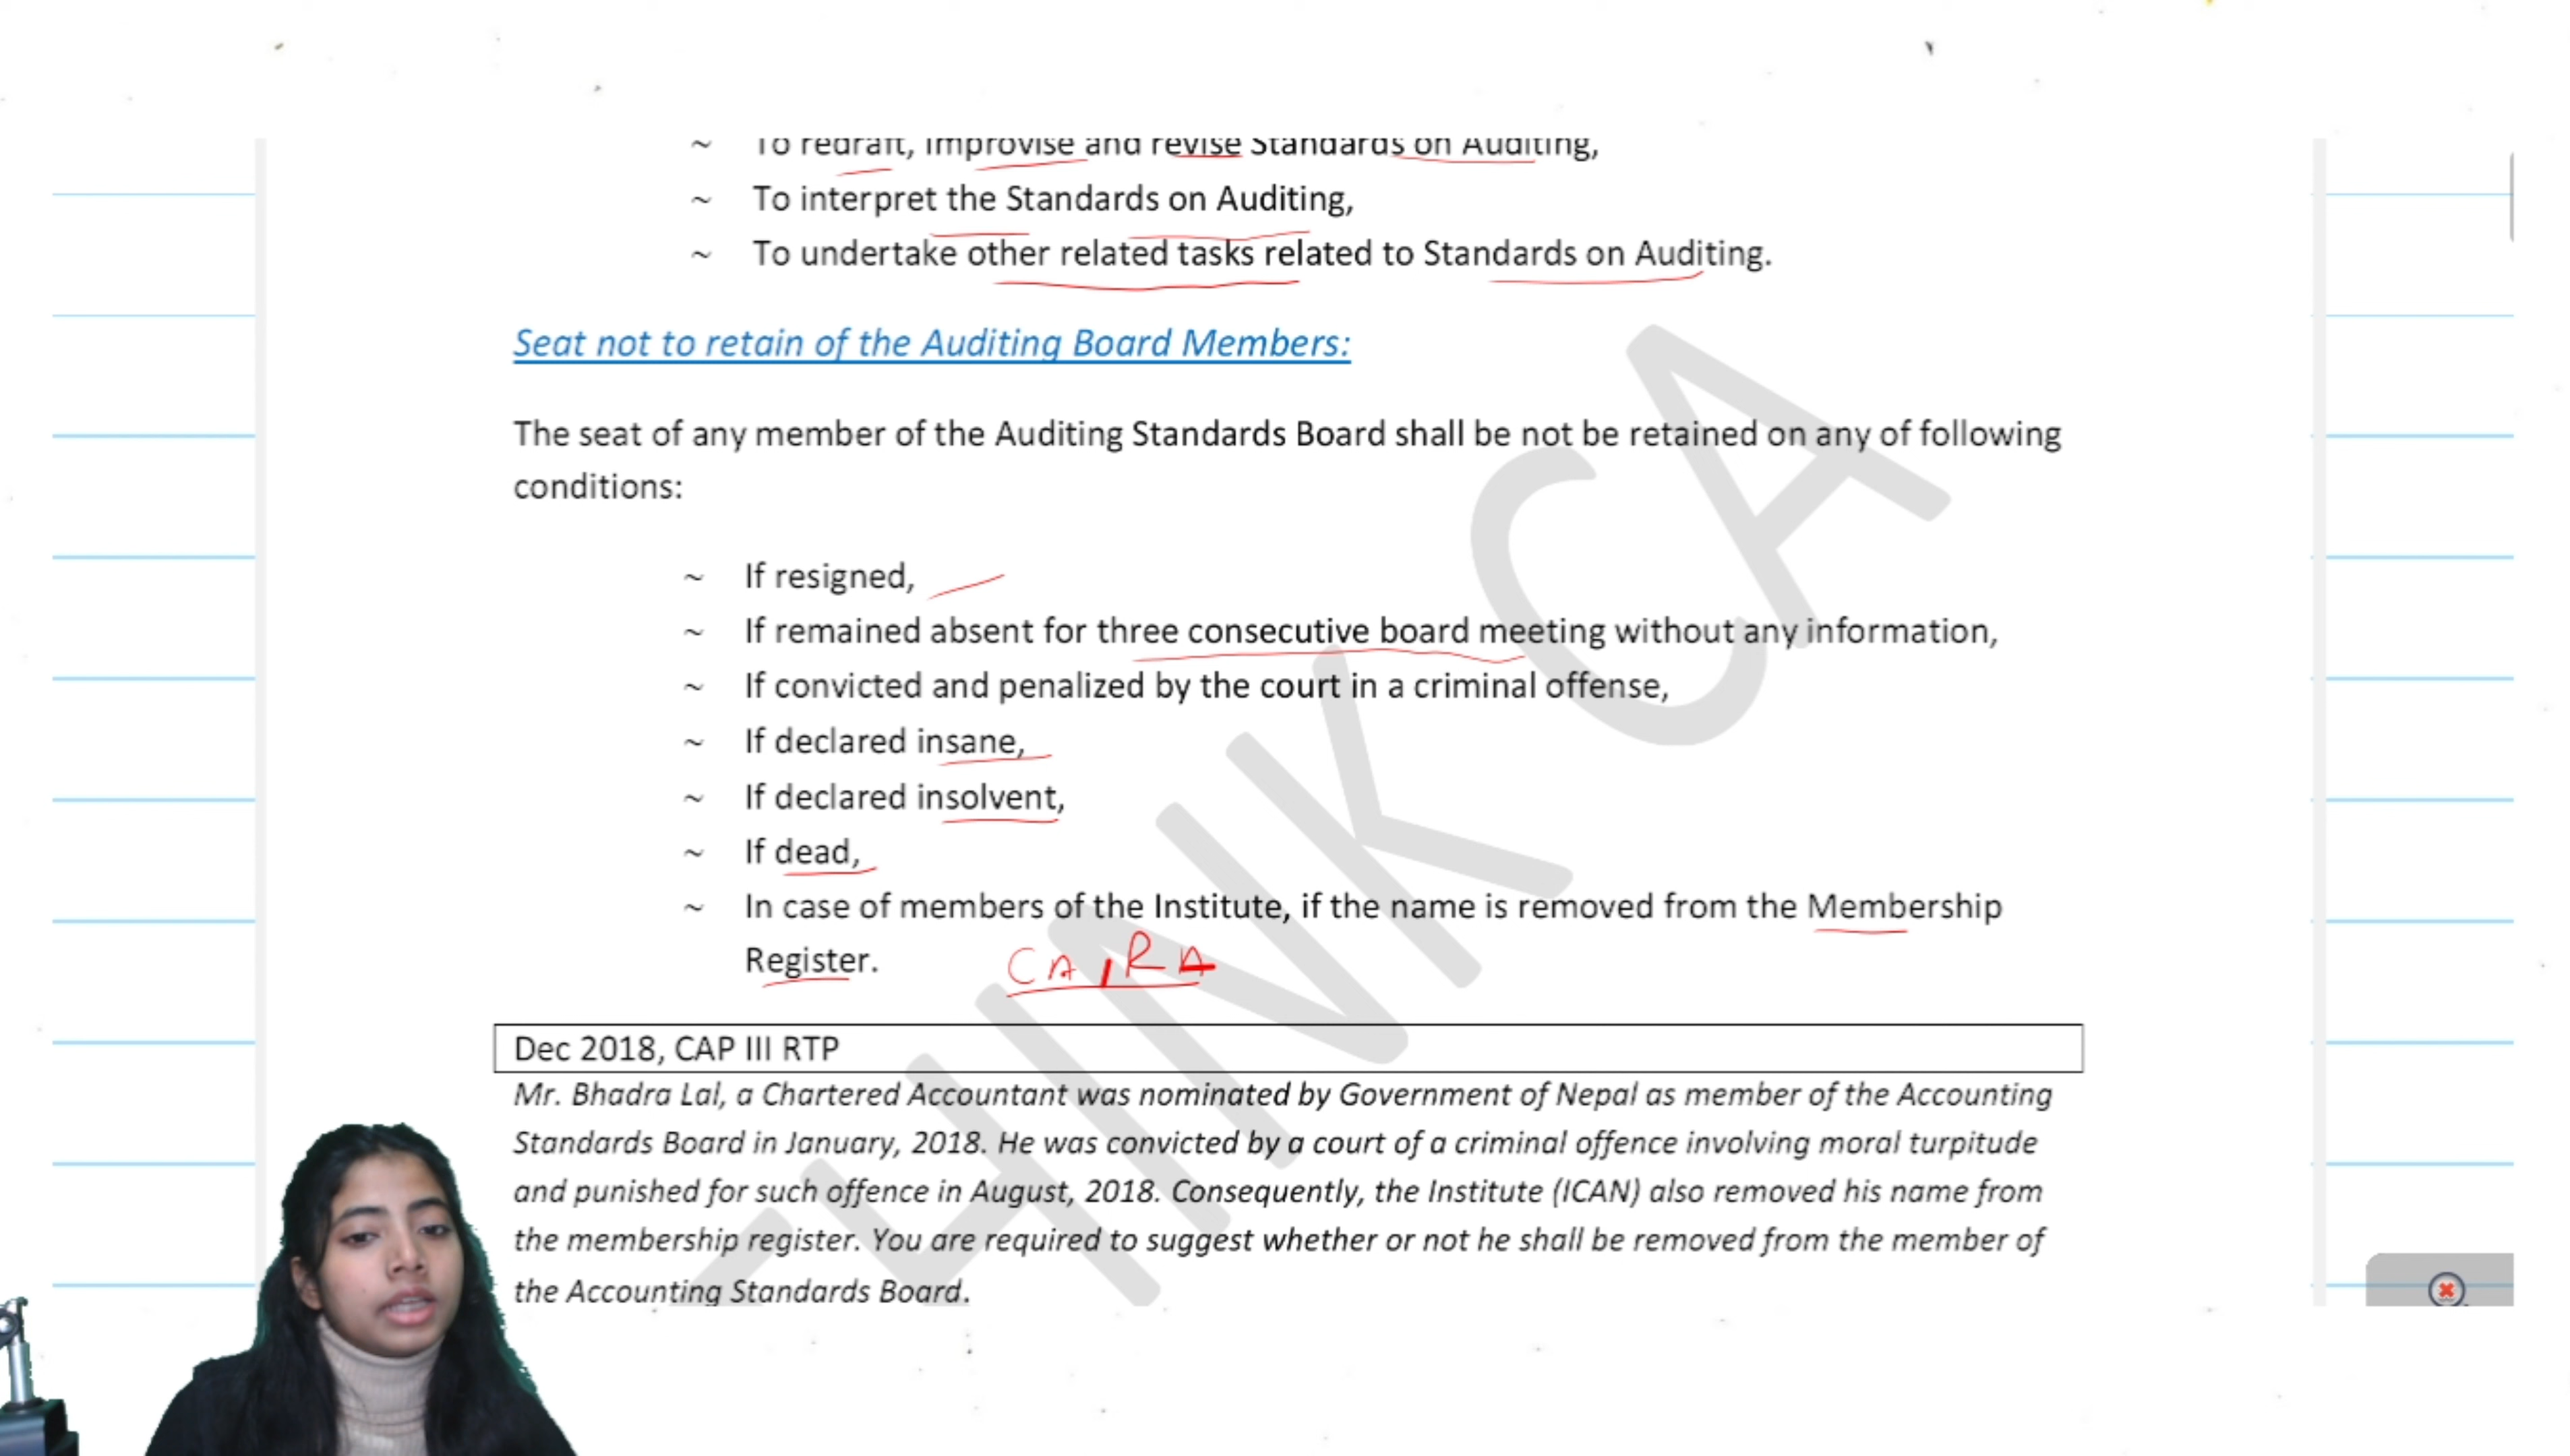 ~ To redraft, improvise and revise Standards on Auditing,
~ To interpret the Standards on Auditing,
~ To undertake other related tasks related to Standards on Auditing.
Seat not to retain of the Auditing Board Members:
The seat of any member of the Auditing Standards Board shall be not be retained on any of following
conditions:
~ If resigned,
~ If remained absent for three consecutive board meeting without any information,
~ If convicted and penalized by the court in a criminal offense,
~ If declared insane,
~ If declared insolvent,
~ If dead,
~ In case of members of the Institute, if the name is removed from the Membership
Register. CA, RA
Dec 2018, CAP III RTP
Mr. Bhadra Lal, a Chartered Accountant was nominated by Government of Nepal as member of the Accounting
Standards Board in January, 2018. He was convicted by a court of a criminal offence involving moral turpitude
and punished for such offence in August, 2018. Consequently, the Institute (ICAN) also removed his name from
the membership register. You are required to suggest whether or not he shall be removed from the member of
the Accounting Standards Board.
THINK CA